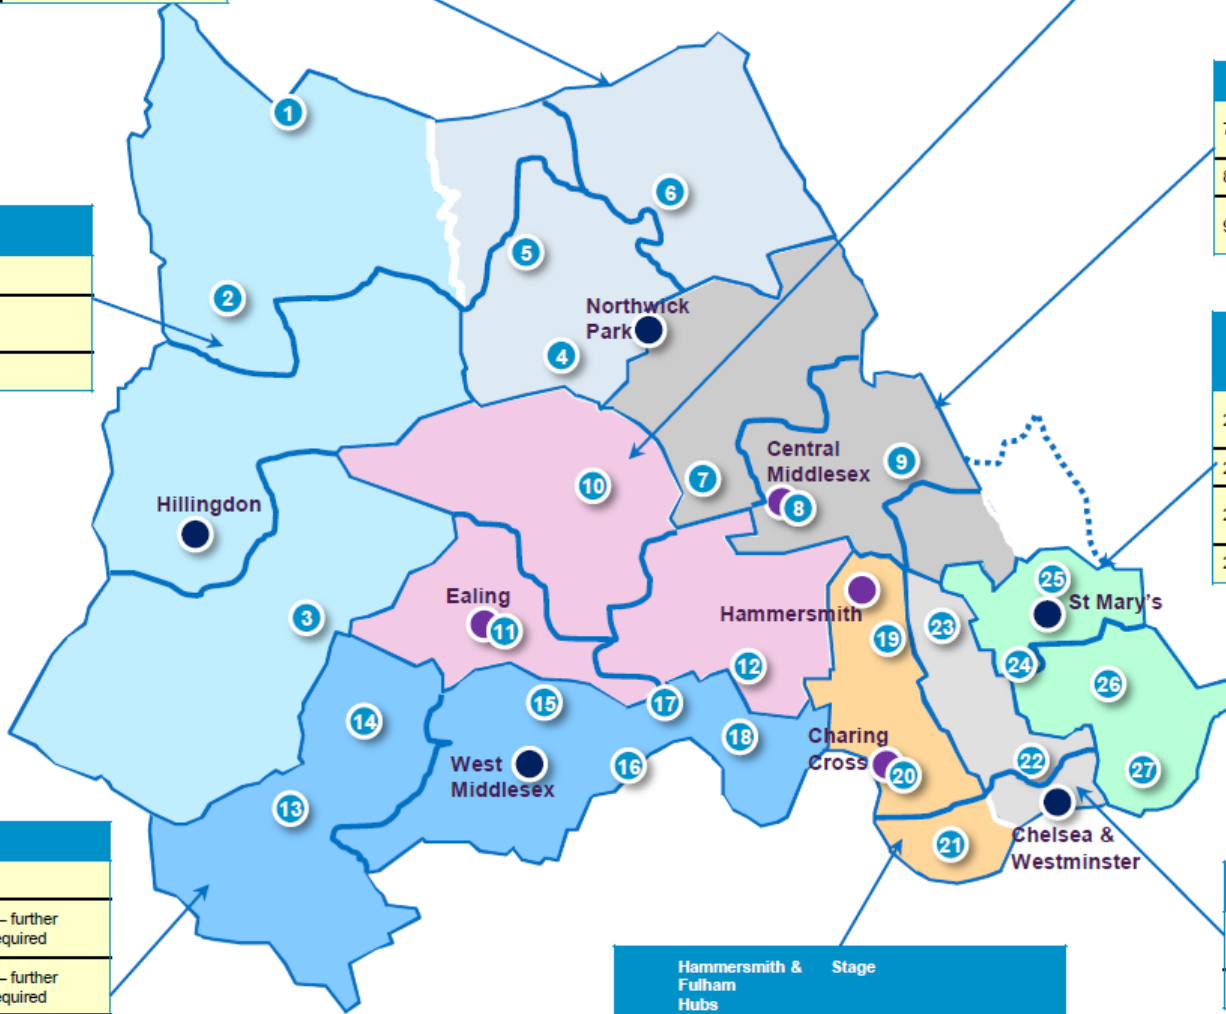 1
6
5
2
Northwick
Park
4
Central
Middlesex
9
7
10
8
Hillingdon
25
Ealing
St Mary's
Hammersmith
3
11
23
19
12
24
26
15
17
14
18
Charing
Cross
West
Middlesex
16
20
22
27
13
Chelsea &
Westminster
21
– further
equired
– further
equired
Hammersmith & Stage
Fulham
Hubs